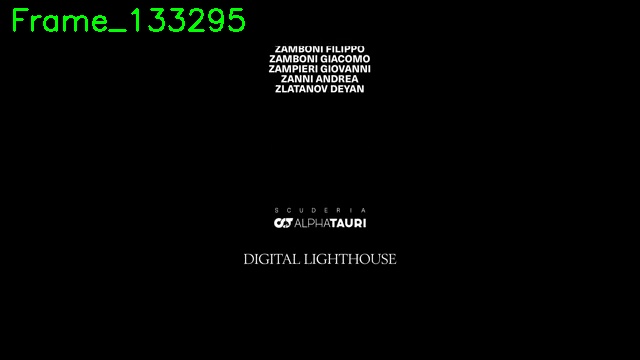 Frame_133295
ZAMBONI FILIPPO
ZAMBONI GIACOMO
ZAMPIERI GIOVANNI
ZANNI ANDREA
ZLATANOV DEYAN
SCUDERIA
ALPHATAURI
DIGITAL LIGHTHOUSE